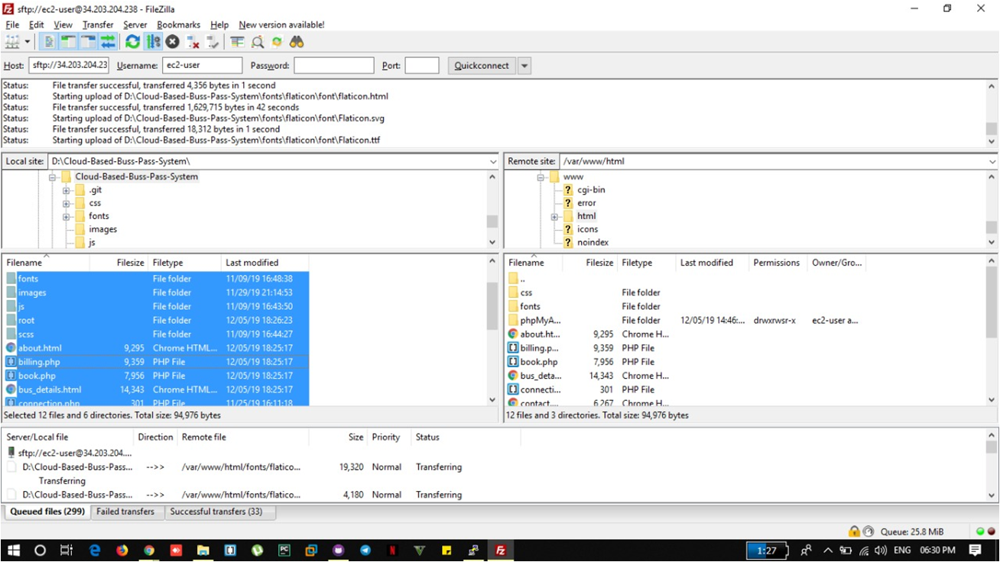 sftp://ec2-user@34.203.204.238 - FileZilla
File Edit View Transfer Server Bookmarks Help New version available!
Host: sftp://34.203.204.23 Username: ec2-user Password: Port: Quickconnect
Status: File transfer successful, transferred 4,356 bytes in 1 second
Status: Starting upload of D:\Cloud-Based-Buss-Pass-System\fonts\flaticon\font\flaticon.html
Status: File transfer successful, transferred 1,629,715 bytes in 42 seconds
Status: Starting upload of D:\Cloud-Based-Buss-Pass-System\fonts\flaticon\font\Flaticon.svg
Status: File transfer successful, transferred 18,312 bytes in 1 second
Status: Starting upload of D:\Cloud-Based-Buss-Pass-System\fonts\flaticon\font\Flaticon.ttf
Local site: D:\Cloud-Based-Buss-Pass-System\
Cloud-Based-Buss-Pass-System
.git
css
fonts
images
js
Filename Filesize Filetype Last modified
fonts File folder 11/09/19 16:48:38
images File folder 11/29/19 21:14:53
js File folder 11/09/19 16:43:50
root File folder 12/05/19 18:26:23
scss File folder 11/09/19 16:44:27
about.html 9,295 Chrome HTML... 12/05/19 18:25:17
billing.php 9,359 PHP File 12/05/19 18:25:17
book.php 7,956 PHP File 12/05/19 18:25:17
bus_details.html 14,343 Chrome HTML... 12/05/19 18:25:17
connection.php 301 PHP File 11/25/19 16:11:18
Selected 12 files and 6 directories. Total size: 94,976 bytes
Remote site: /var/www/html
www
cgi-bin
error
html
icons
noindex
Filename Filesize Filetype Last modified Permissions Owner/Gro...
..
css File folder
fonts File folder
phpMyA... File folder 12/05/19 14:46:... drwxrwsr-x ec2-user a...
about.ht... 9,295 Chrome H...
billing.p... 9,359 PHP File
book.php 7,956 Chrome H...
bus_deta... 14,343 Chrome H...
connecti... 301 PHP File
contact.... 6,267 Chrome H...
12 files and 3 directories. Total size: 94,976 bytes
Server/Local file Direction Remote file Size Priority Status
sftp://ec2-user@34.203.204....
D:\Cloud-Based-Buss-Pass... -->> /var/www/html/fonts/flatico... 19,320 Normal Transferring
Transferring
D:\Cloud-Based-Buss-Pass... -->> /var/www/html/fonts/flatico... 4,180 Normal Transferring
Queued files (299) Failed transfers Successful transfers (33)
Queue: 25.8 MiB
1:27 ENG 06:30 PM